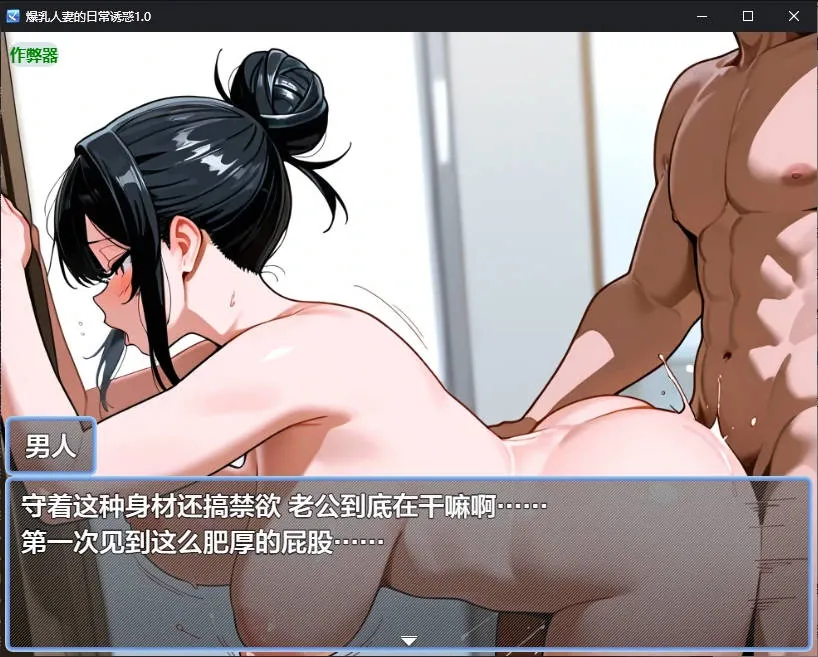 爆乳人妻的日常诱惑1.0
作弊器
男人
守着这种身材还搞禁欲 老公到底在干嘛啊……
第一次见到这么肥厚的屁股……